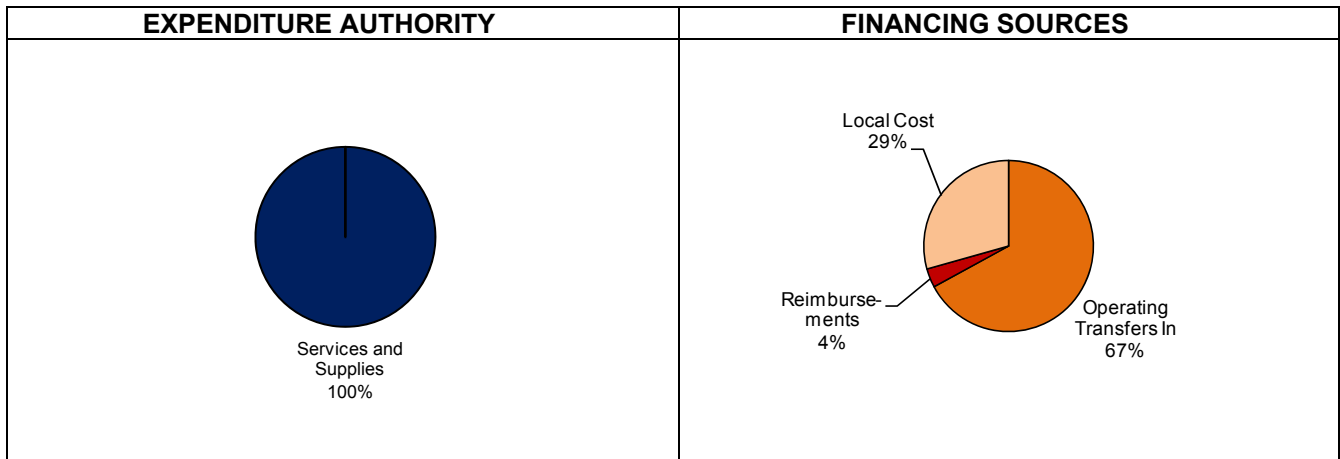 EXPENDITURE AUTHORITY
Services and
Supplies
100%
FINANCING SOURCES
Local Cost
29%
Reimburse-
ments
4%
Operating
Transfers In
67%